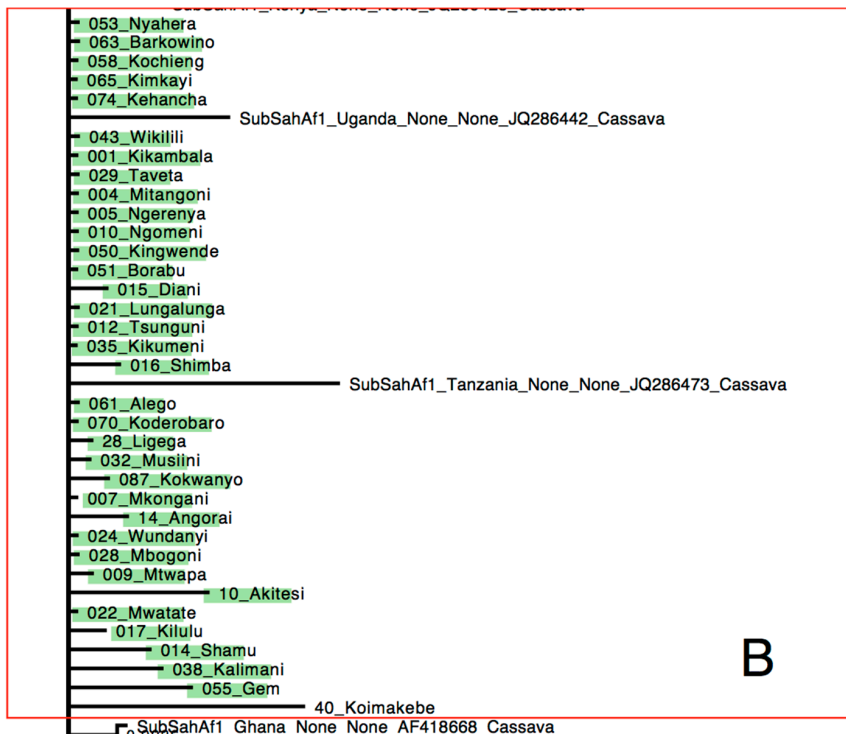 053_Nyahera
063_Barkowino
058_Kochieng
065_Kimkayi
074_Kehancha
SubSahAf1_Uganda_None_None_JQ286442_Cassava
043_Wikilili
001_Kikambala
029_Taveta
004_Mitangoni
005_Ngerenya
010_Ngomeni
050_Kingwende
051_Borabu
015_Diani
021_Lungalunga
012_Tsunguni
035_Kikumeni
016_Shimba
SubSahAf1_Tanzania_None_None_JQ286473_Cassava
061_Alego
070_Koderobaro
28_Ligega
032_Musiini
087_Kokwanyo
007_Mkongani
14_Angorai
024_Wundanyi
028_Mbogoni
009_Mtwapa
10_Akitesi
022_Mwatate
017_Kilulu
014_Shamu
038_Kalimani
055_Gem
B
40_Koimakebe
SubSahAf1_Ghana_None_None_AF418668_Cassava